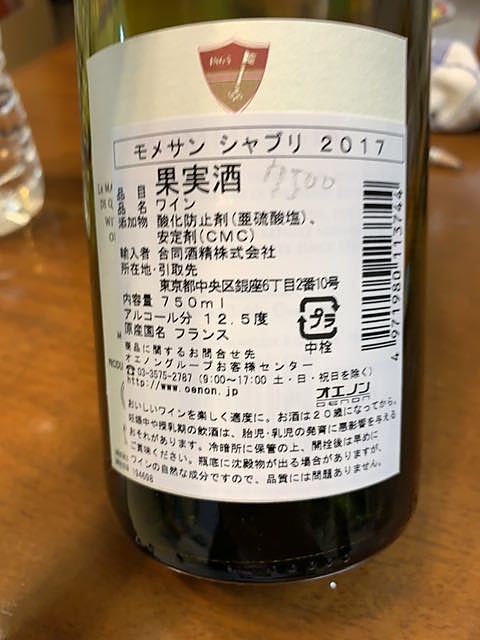 モメサン シャブリ 2017
品目 果実酒 7500
品名 ワイン
添加物 酸化防止剤(亜硫酸塩)、
安定剤(CMC)
輸入者 合同酒精株式会社
所在地・引取先
東京都中央区銀座6丁目2番10号
内容量 750ml
アルコール分 12.5度
原産国名 フランス
プラ
中栓
4971980113744
商品に関するお問合せ先
オエノングループお客様センター
☎03-3575-2787 (9:00~17:00 土・日・祝日を除く)
http://www.oenon.jp
オエノン
OENON
おいしいワインを楽しく適度に。お酒は20歳になってから。
妊娠中や授乳期の飲酒は、胎児・乳児の発育に悪影響を与える
おそれがあります。冷暗所に保管の上、開栓後は早めに
ご賞味ください。瓶底に沈殿物が出る場合がありますが、
ワインの自然な成分ですので、品質には問題ありません。
194698